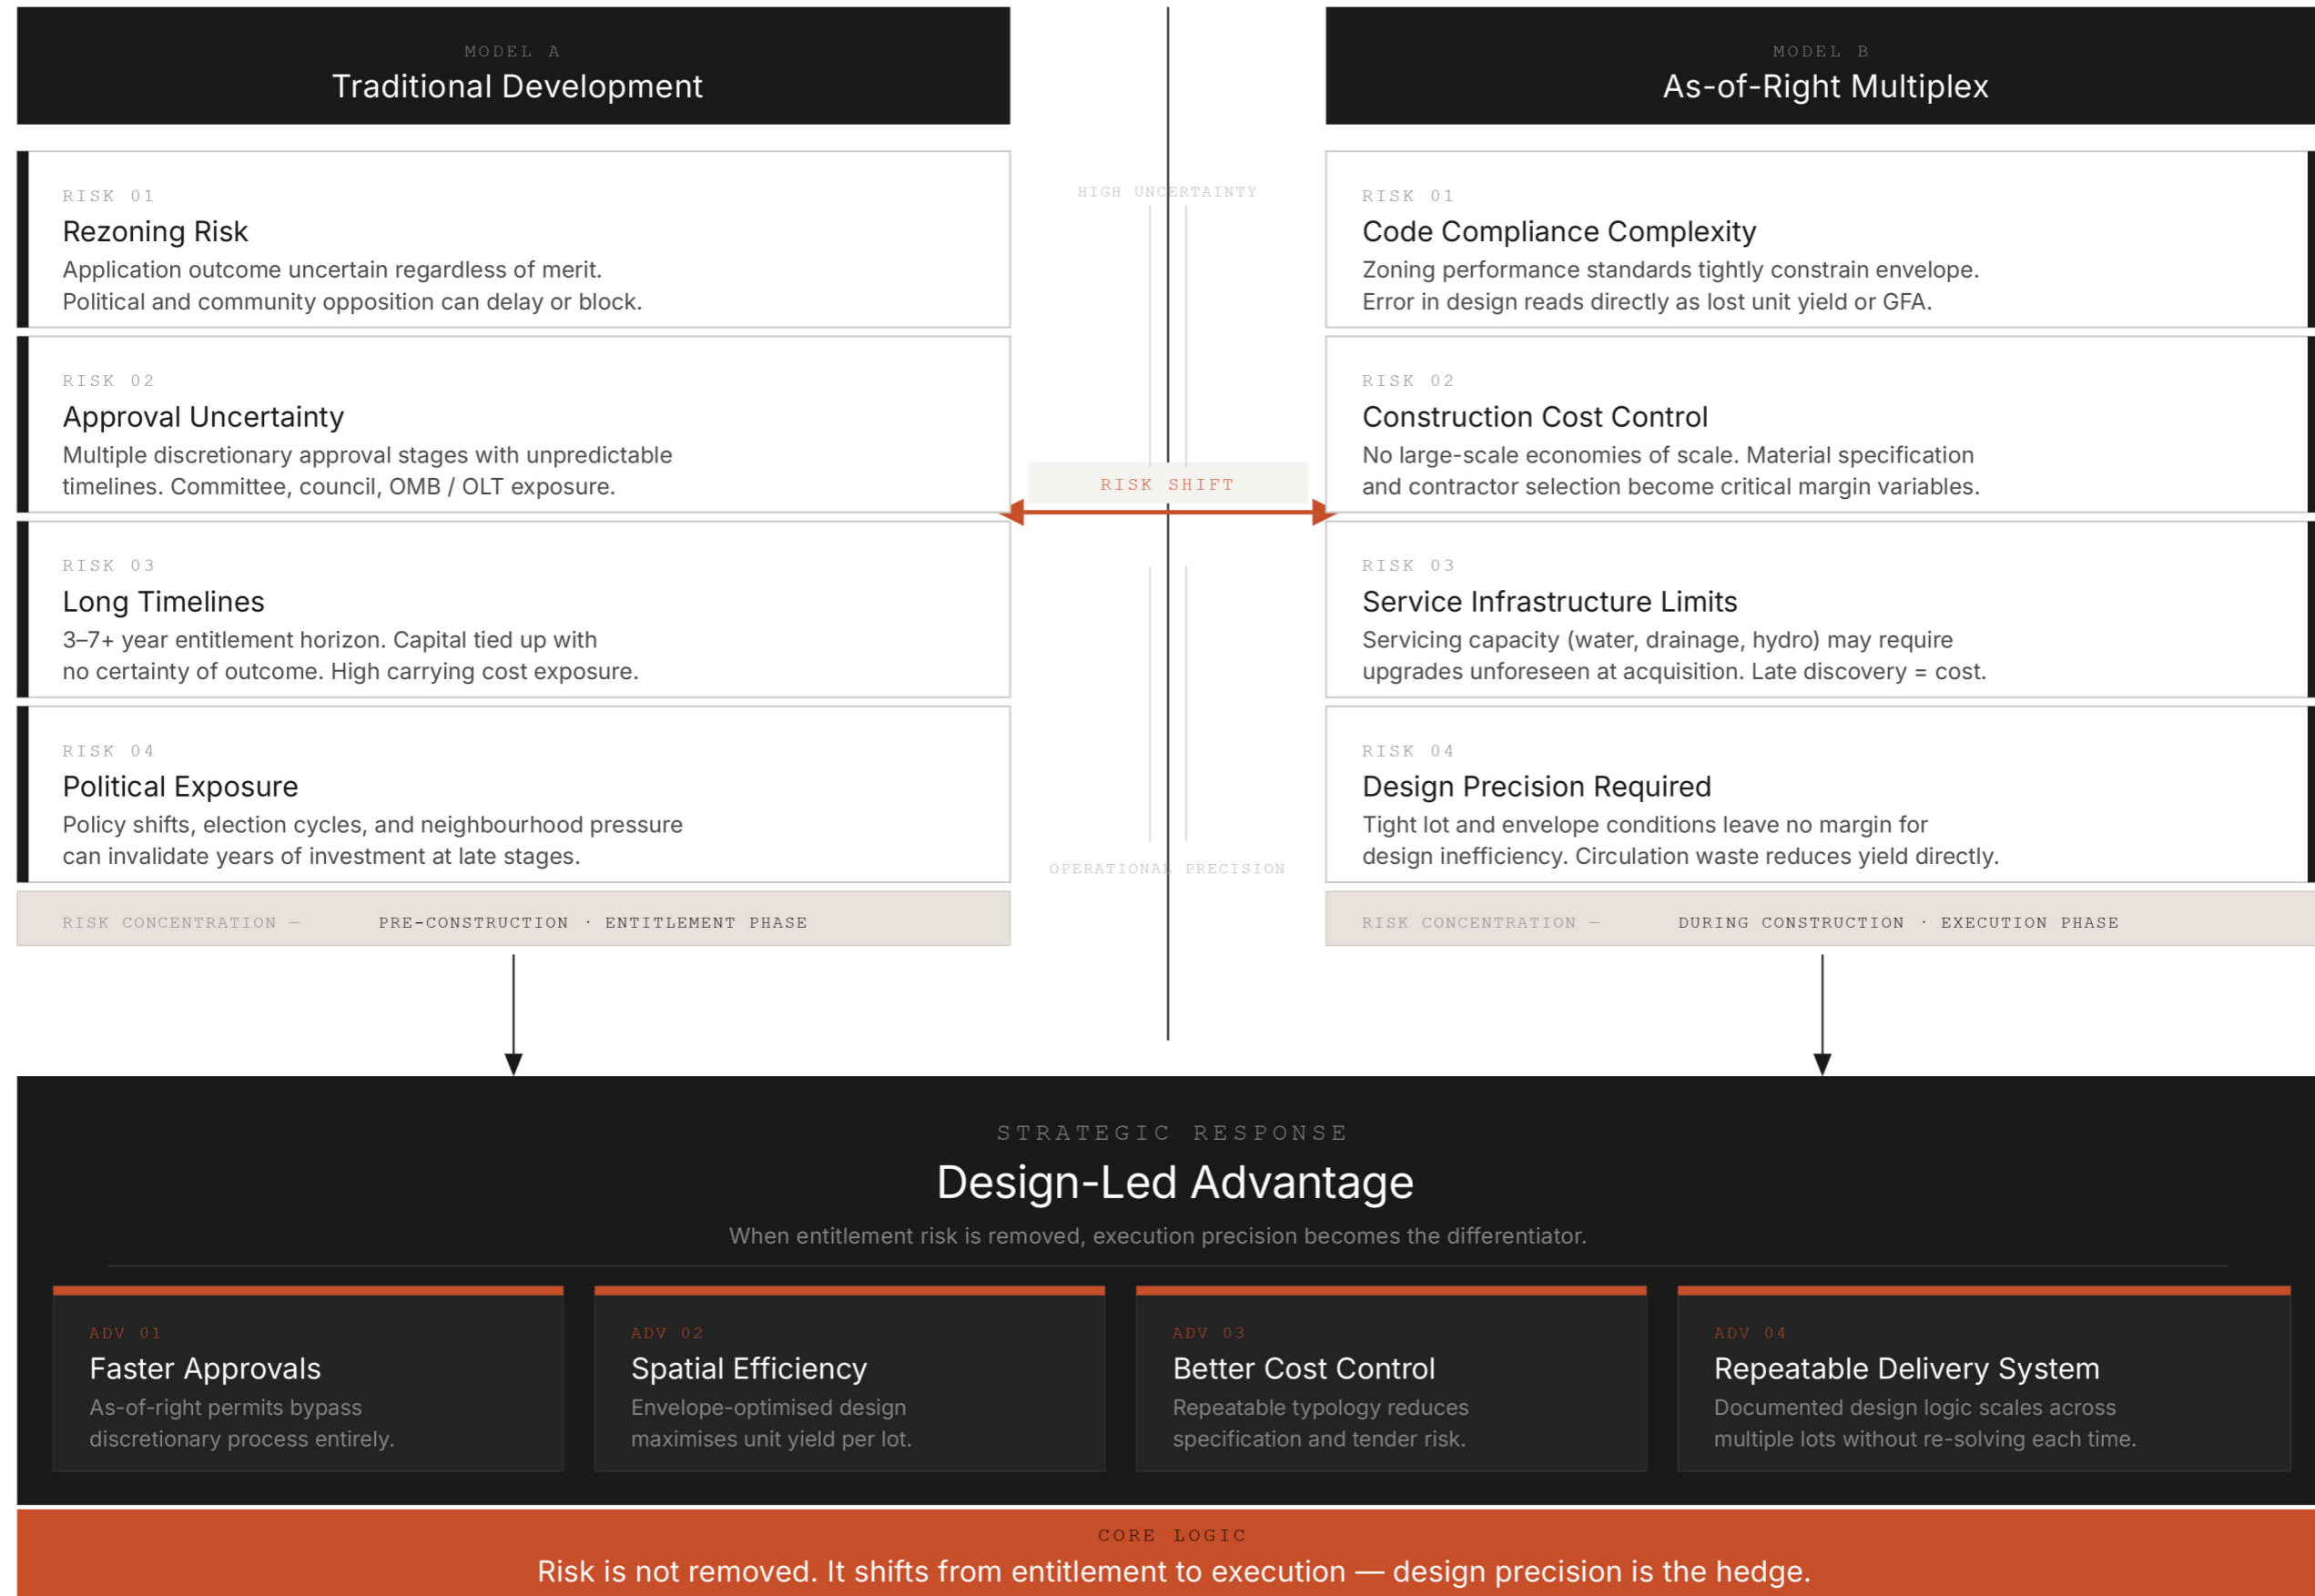 MODEL A
Traditional Development
RISK 01
Rezoning Risk
Application outcome uncertain regardless of merit.
Political and community opposition can delay or block.
RISK 02
Approval Uncertainty
Multiple discretionary approval stages with unpredictable
timelines. Committee, council, OMB / OLT exposure.
RISK 03
Long Timelines
3–7+ year entitlement horizon. Capital tied up with
no certainty of outcome. High carrying cost exposure.
RISK 04
Political Exposure
Policy shifts, election cycles, and neighbourhood pressure
can invalidate years of investment at late stages.
RISK CONCENTRATION — PRE-CONSTRUCTION · ENTITLEMENT PHASE
HIGH UNCERTAINTY
RISK SHIFT
OPERATIONAL PRECISION
MODEL B
As-of-Right Multiplex
RISK 01
Code Compliance Complexity
Zoning performance standards tightly constrain envelope.
Error in design reads directly as lost unit yield or GFA.
RISK 02
Construction Cost Control
No large-scale economies of scale. Material specification
and contractor selection become critical margin variables.
RISK 03
Service Infrastructure Limits
Servicing capacity (water, drainage, hydro) may require
upgrades unforeseen at acquisition. Late discovery = cost.
RISK 04
Design Precision Required
Tight lot and envelope conditions leave no margin for
design inefficiency. Circulation waste reduces yield directly.
RISK CONCENTRATION — DURING CONSTRUCTION · EXECUTION PHASE
STRATEGIC RESPONSE
Design-Led Advantage
When entitlement risk is removed, execution precision becomes the differentiator.
ADV 01
Faster Approvals
As-of-right permits bypass
discretionary process entirely.
ADV 02
Spatial Efficiency
Envelope-optimised design
maximises unit yield per lot.
ADV 03
Better Cost Control
Repeatable typology reduces
specification and tender risk.
ADV 04
Repeatable Delivery System
Documented design logic scales across
multiple lots without re-solving each time.
CORE LOGIC
Risk is not removed. It shifts from entitlement to execution — design precision is the hedge.